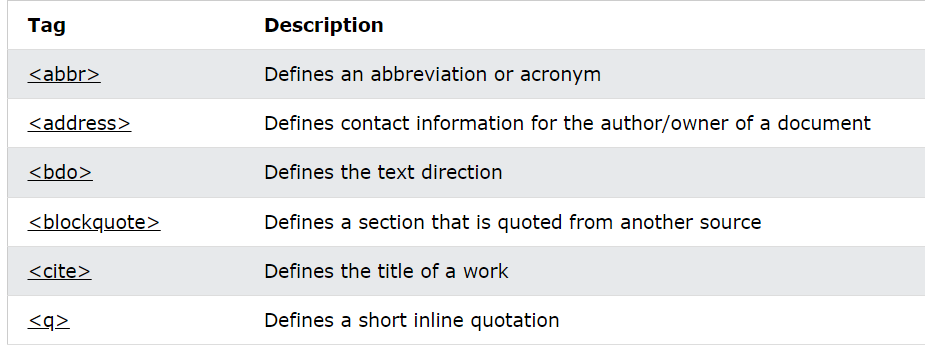 Tag Description
<abbr> Defines an abbreviation or acronym
<address> Defines contact information for the author/owner of a document
<bdo> Defines the text direction
<blockquote> Defines a section that is quoted from another source
<cite> Defines the title of a work
<q> Defines a short inline quotation